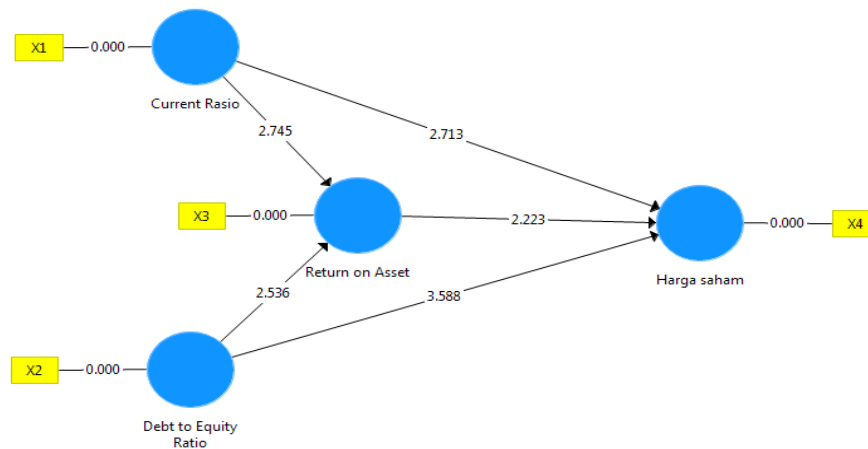 X1
0.000
Current Rasio
2.745
2.713
X3
0.000
Return on Asset
2.223
Harga saham
0.000
X4
2.536
3.588
X2
0.000
Debt to Equity
Ratio